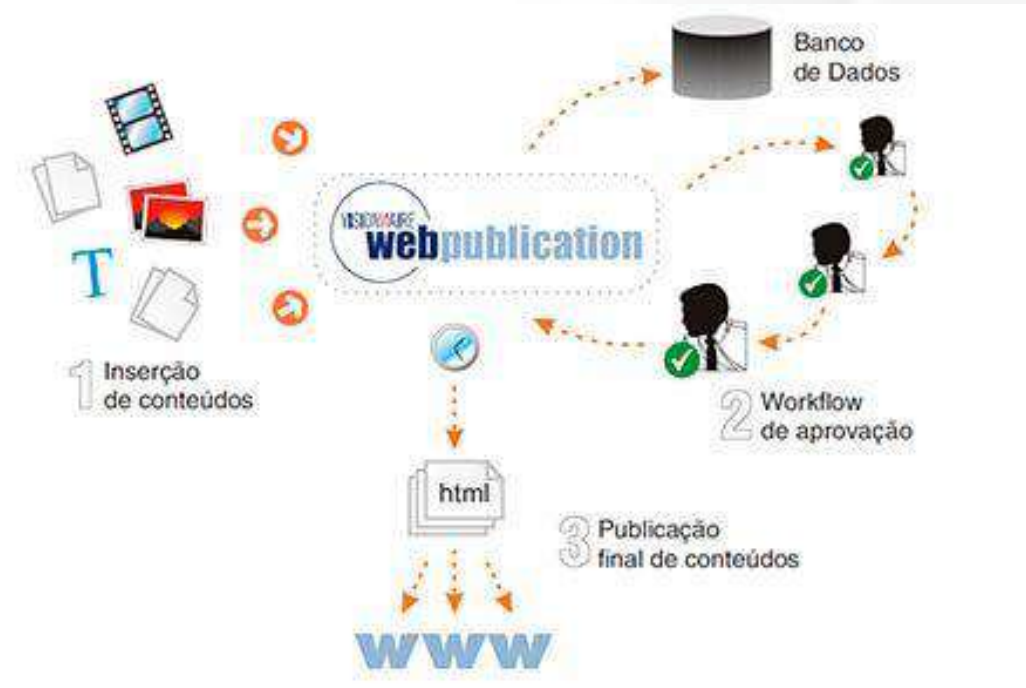 Banco
de Dados
VISIONNAIRE
webpublication
T
1 Inserção
de conteúdos
2 Workflow
de aprovação
html
3 Publicação
final de conteúdos
www